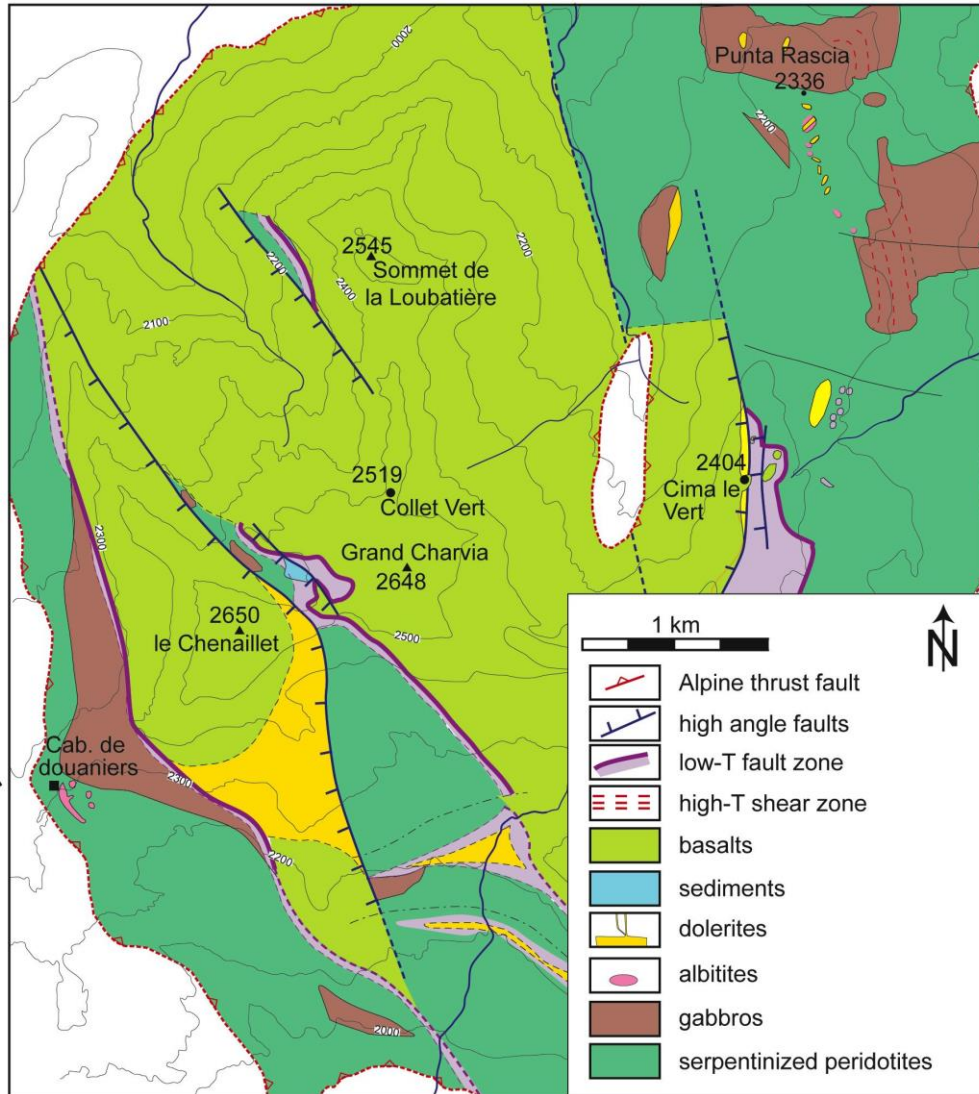 2000
Punta Rascia
2336
2200
2545
Sommet de
la Loubatière
2200
2400
2200
2100
2519
Collet Vert
2404
Cima le
Vert
2300
Grand Charvia
2648
2650
le Chenaillet
2500
Cab. de
douaniers
2300
2200
2000
1 km
N
Alpine thrust fault
high angle faults
low-T fault zone
high-T shear zone
basalts
sediments
dolerites
albitites
gabbros
serpentinized peridotites